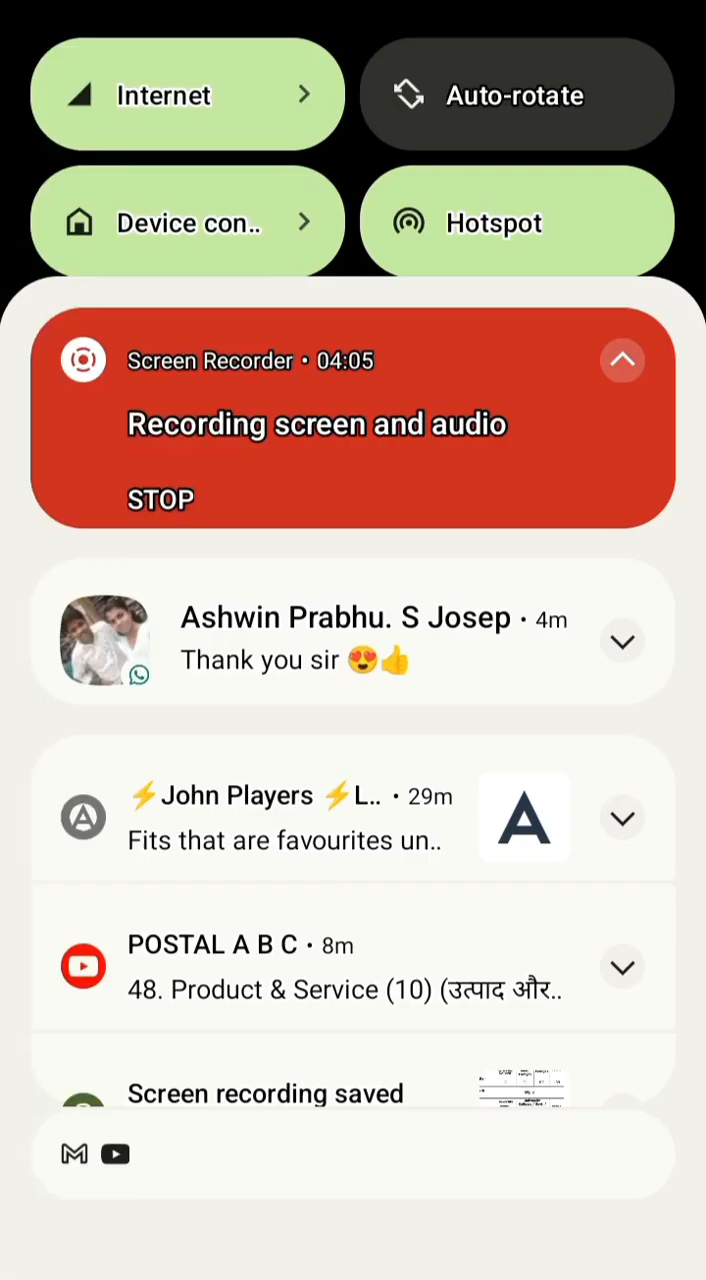 Internet
Auto-rotate
Device con..
Hotspot
Screen Recorder • 04:05
Recording screen and audio
STOP
Ashwin Prabhu. S Josep • 4m
Thank you sir 😍👍
⚡John Players ⚡L.. • 29m
Fits that are favourites un..
POSTAL A B C • 8m
48. Product & Service (10) (उत्पाद और..
Screen recording saved